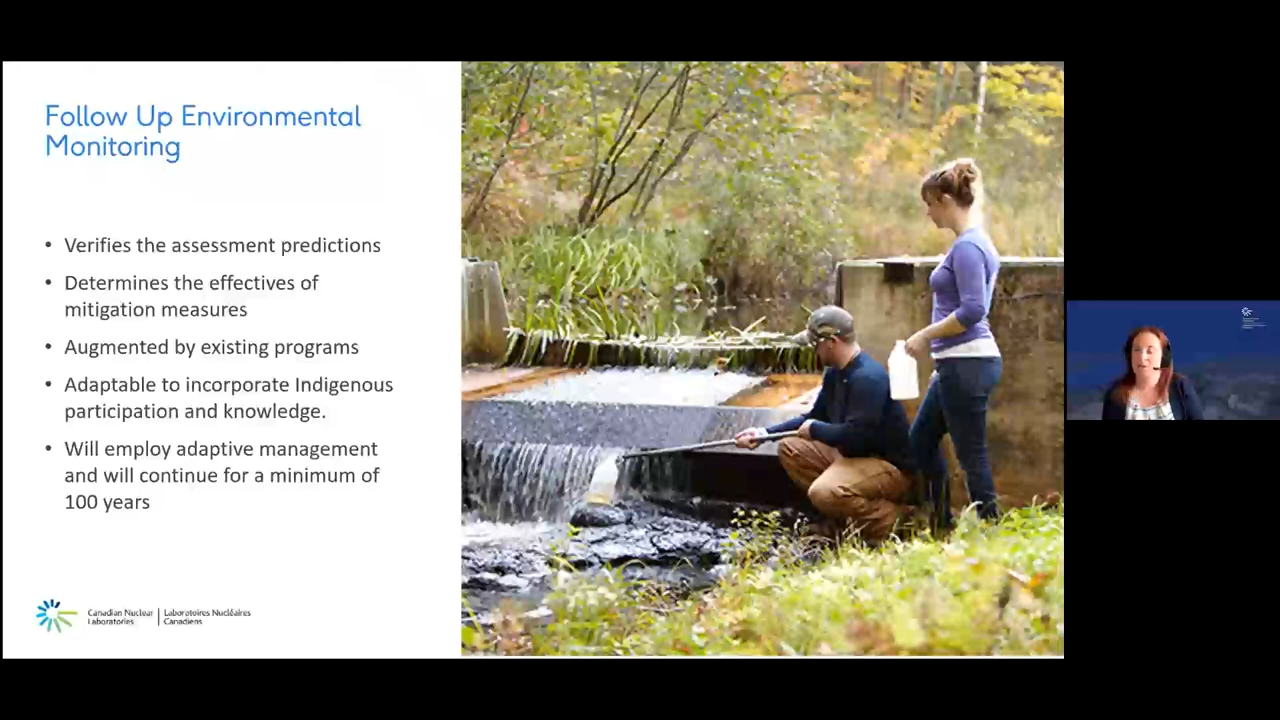 Follow Up Environmental
Monitoring
• Verifies the assessment predictions
• Determines the effectives of
mitigation measures
• Augmented by existing programs
• Adaptable to incorporate Indigenous
participation and knowledge.
• Will employ adaptive management
and will continue for a minimum of
100 years
Canadian Nuclear | Laboratoires Nucléaires
Laboratories | Canadiens